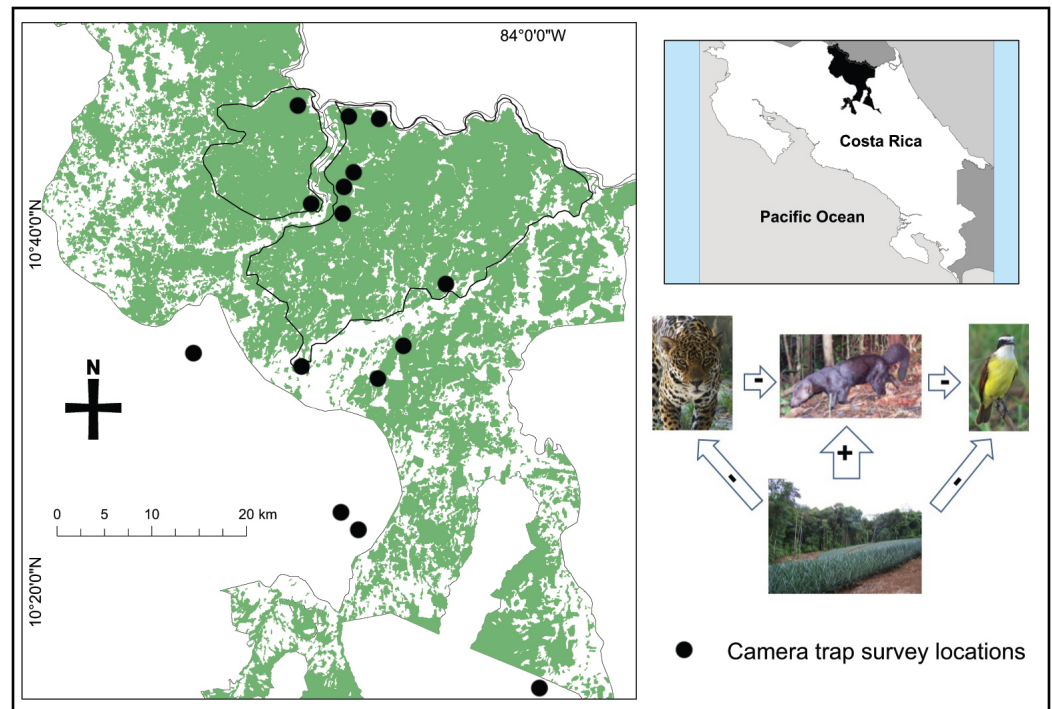 84°0'0"W
10°40'0"N
10°20'0"N
N
0 5 10 20 km
Costa Rica
Pacific Ocean
- -
+
- -
Camera trap survey locations